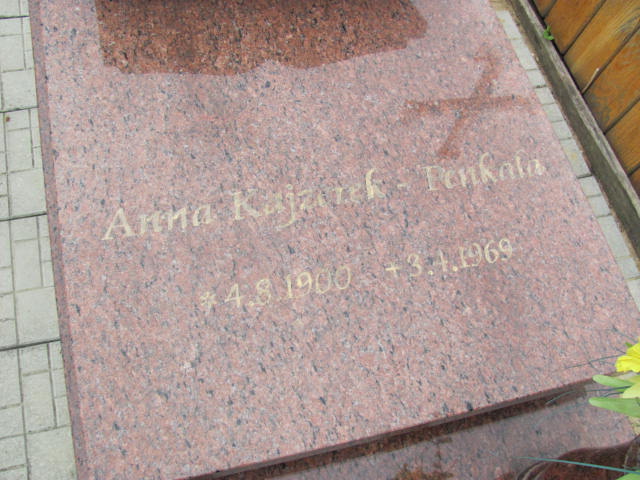 Anna Kajzarek - Penkala
* 4.8.1900 + 3.4.1969